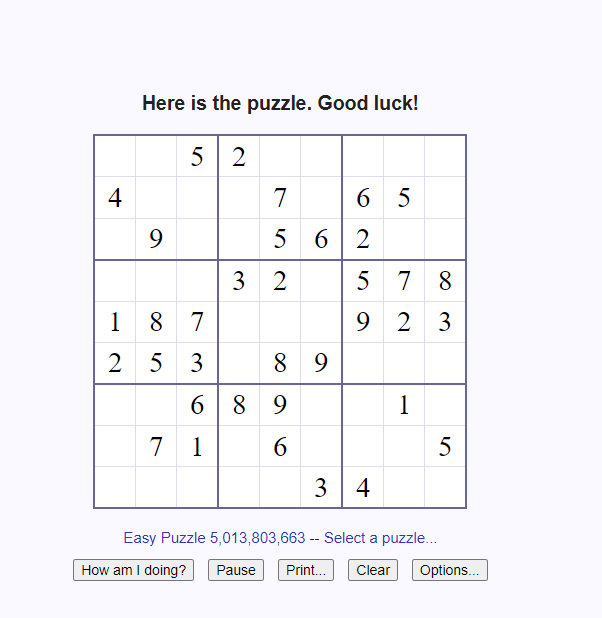 Here is the puzzle. Good luck!
5 2
4 7 6 5
9 5 6 2
3 2 5 7 8
1 8 7 9 2 3
2 5 3 8 9
6 8 9 1
7 1 6 5
3 4
Easy Puzzle 5,013,803,663 -- Select a puzzle...
How am I doing? Pause Print... Clear Options...